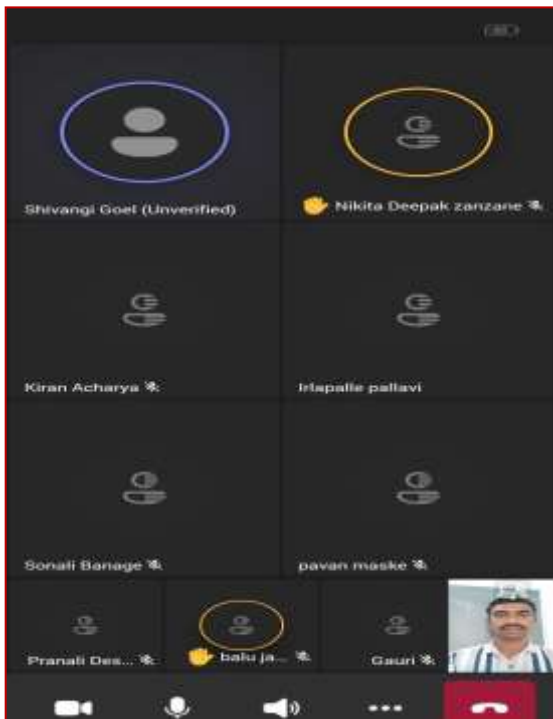 Shivangi Goel (Unverified)
Nikita Deepak zanzane
Kiran Acharya
Irlapalle pallavi
Sonali Banage
pavan maske
Pranali Des...
balu ja...
Gauri